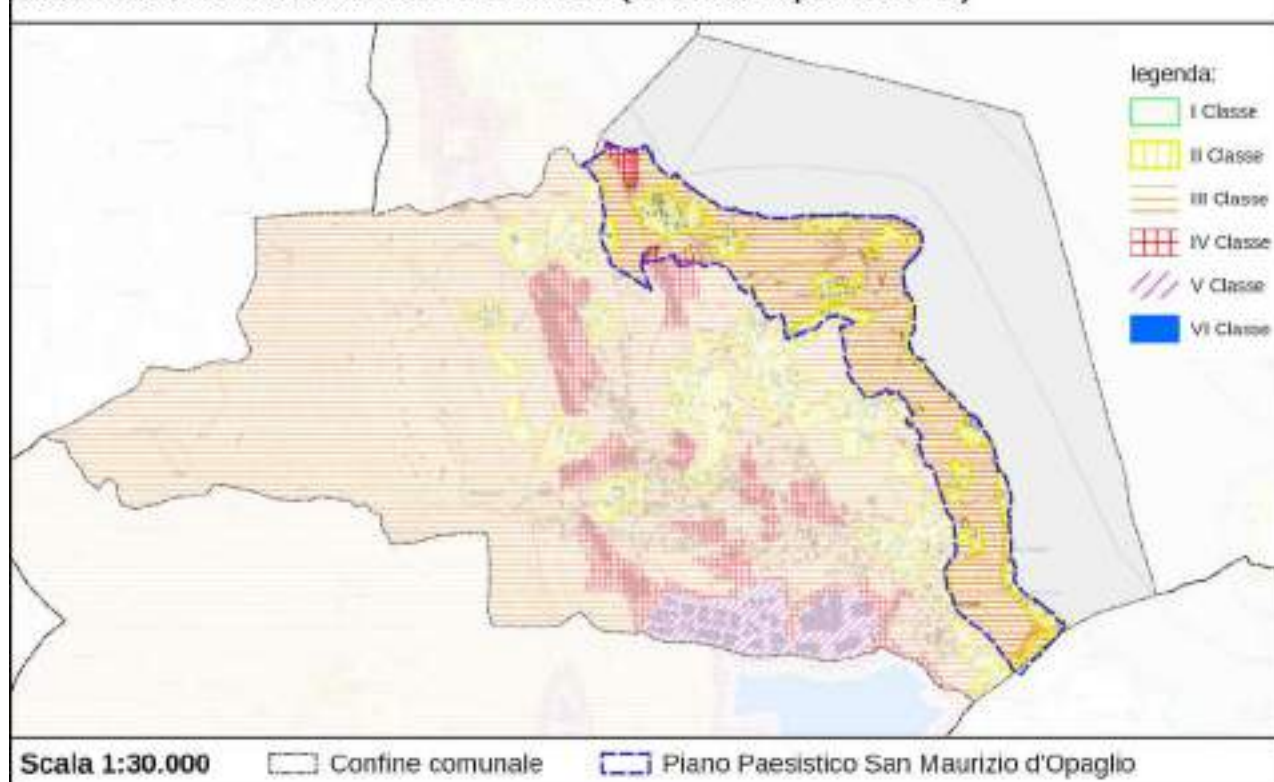 legenda:
I Classe
II Classe
III Classe
IV Classe
V Classe
VI Classe
Scala 1:30.000 Confine comunale Piano Paesistico San Maurizio d'Opaglio